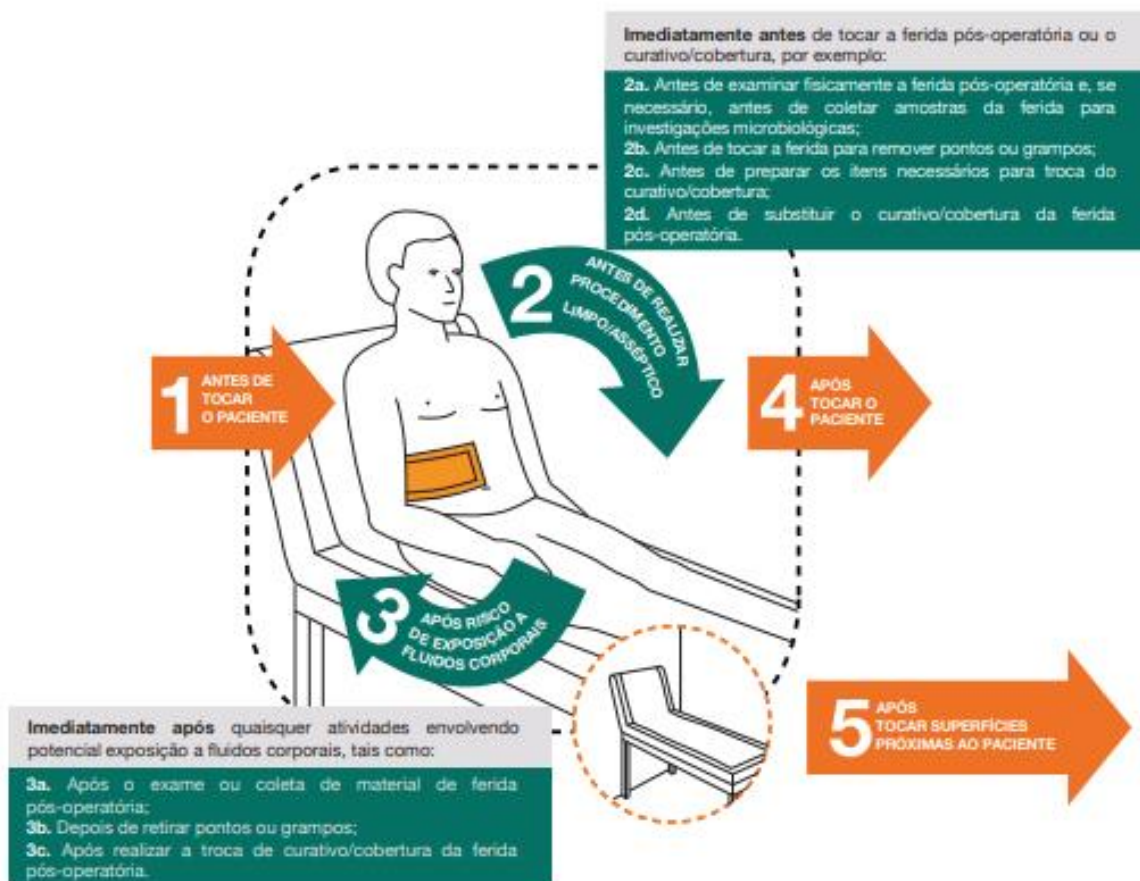 Imediatamente antes de tocar a ferida pós-operatória ou o
curativo/cobertura, por exemplo:
2a. Antes de examinar fisicamente a ferida pós-operatória e, se
necessário, antes de coletar amostras da ferida para
investigações microbiológicas;
2b. Antes de tocar a ferida para remover pontos ou grampos;
2c. Antes de preparar os itens necessários para troca do
curativo/cobertura;
2d. Antes de substituir o curativo/cobertura da ferida
pós-operatória.
1
ANTES DE
TOCAR
O PACIENTE
2
ANTES DE REALIZAR
PROCEDIMENTO
LIMPO/ASSÉPTICO
4
APÓS
TOCAR O
PACIENTE
3
APÓS RISCO
DE EXPOSIÇÃO A
FLUIDOS CORPORAIS
5
APÓS
TOCAR SUPERFÍCIES
PRÓXIMAS AO PACIENTE
Imediatamente após quaisquer atividades envolvendo
potencial exposição a fluidos corporais, tais como:
3a. Após o exame ou coleta de material de ferida
pós-operatória;
3b. Depois de retirar pontos ou grampos;
3c. Após realizar a troca de curativo/cobertura da ferida
pós-operatória.